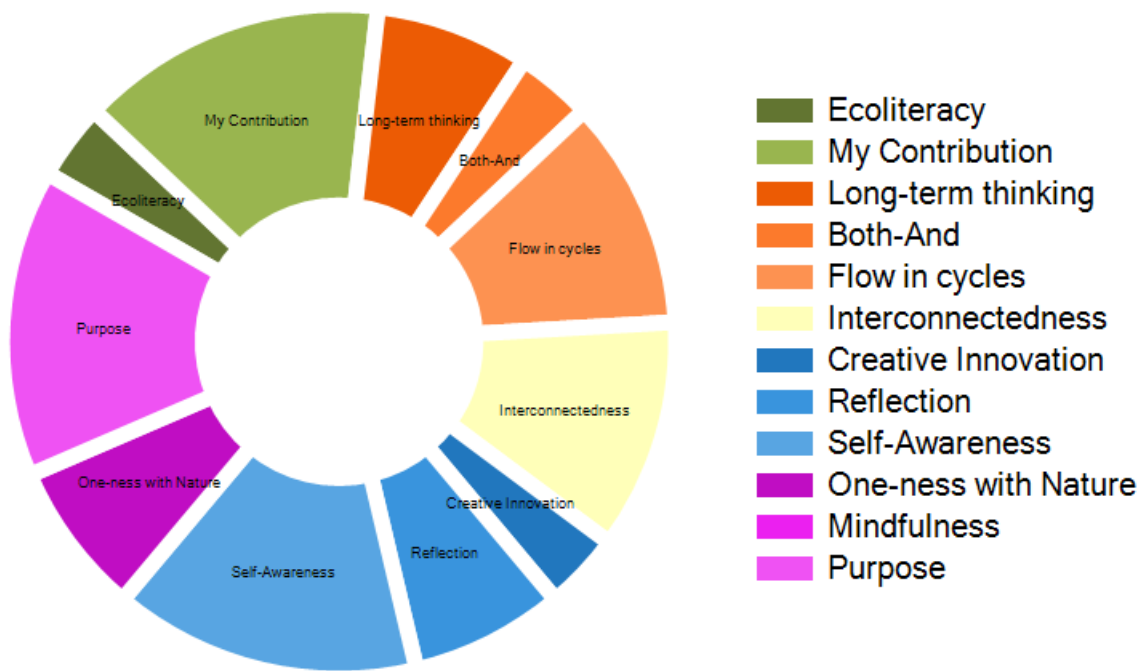 My Contribution
Long-term thinking
Both-And
Ecoliteracy
Flow in cycles
Purpose
Interconnectedness
One-ness with Nature
Creative Innovation
Reflection
Self-Awareness
Ecoliteracy
My Contribution
Long-term thinking
Both-And
Flow in cycles
Interconnectedness
Creative Innovation
Reflection
Self-Awareness
One-ness with Nature
Mindfulness
Purpose